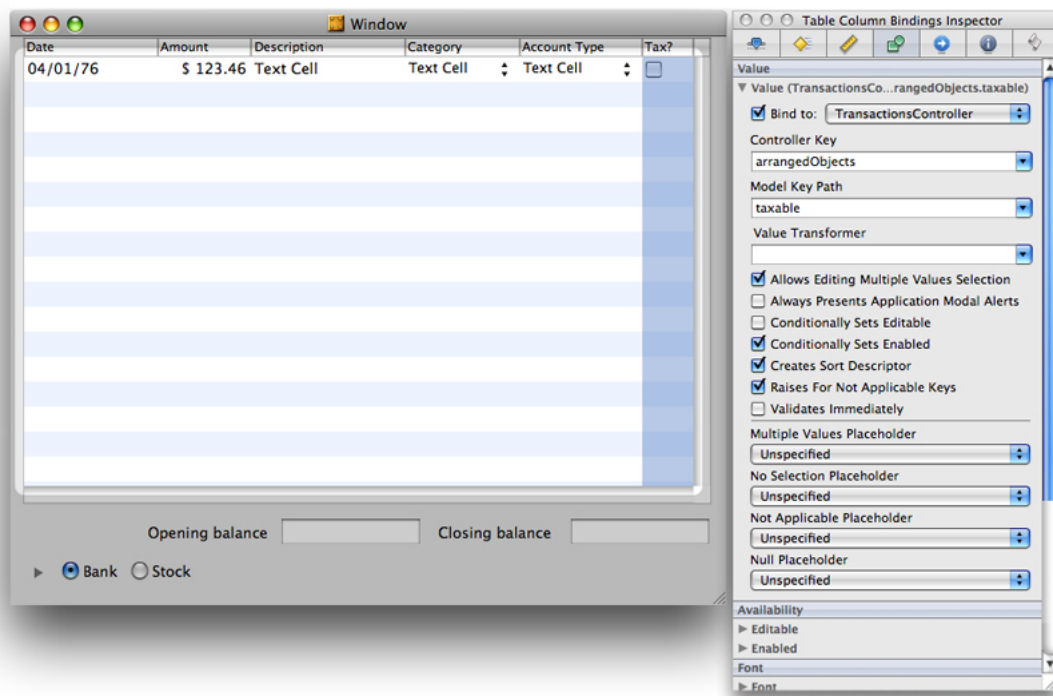 Window
Date Amount Description Category Account Type Tax?
04/01/76 $ 123.46 Text Cell Text Cell Text Cell
Opening balance Closing balance
Bank Stock
Table Column Bindings Inspector
Value
Value (TransactionsCo...rangedObjects.taxable)
Bind to: TransactionsController
Controller Key
arrangedObjects
Model Key Path
taxable
Value Transformer
Allows Editing Multiple Values Selection
Always Presents Application Modal Alerts
Conditionally Sets Editable
Conditionally Sets Enabled
Creates Sort Descriptor
Raises For Not Applicable Keys
Validates Immediately
Multiple Values Placeholder
Unspecified
No Selection Placeholder
Unspecified
Not Applicable Placeholder
Unspecified
Null Placeholder
Unspecified
Availability
Editable
Enabled
Font
Font